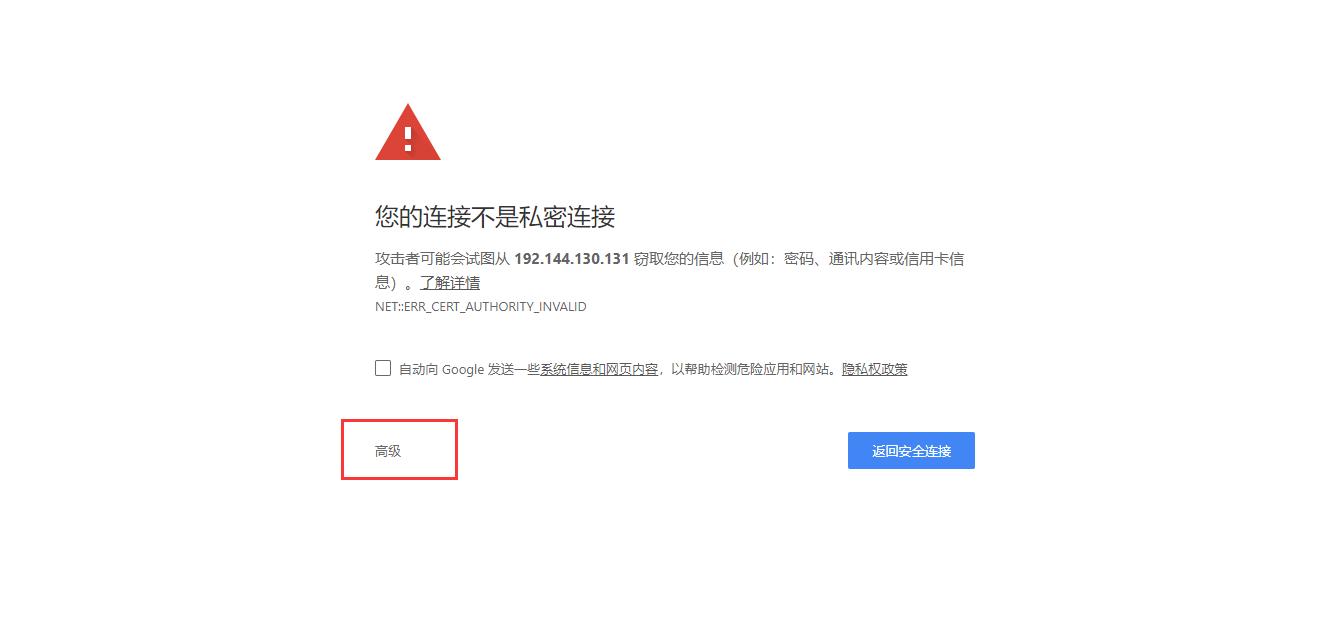 您的连接不是私密连接
攻击者可能会试图从 192.144.130.131 窃取您的信息（例如：密码、通讯内容或信用卡信
息）。了解详情
NET::ERR_CERT_AUTHORITY_INVALID
自动向 Google 发送一些系统信息和网页内容，以帮助检测危险应用和网站。隐私权政策
高级
返回安全连接